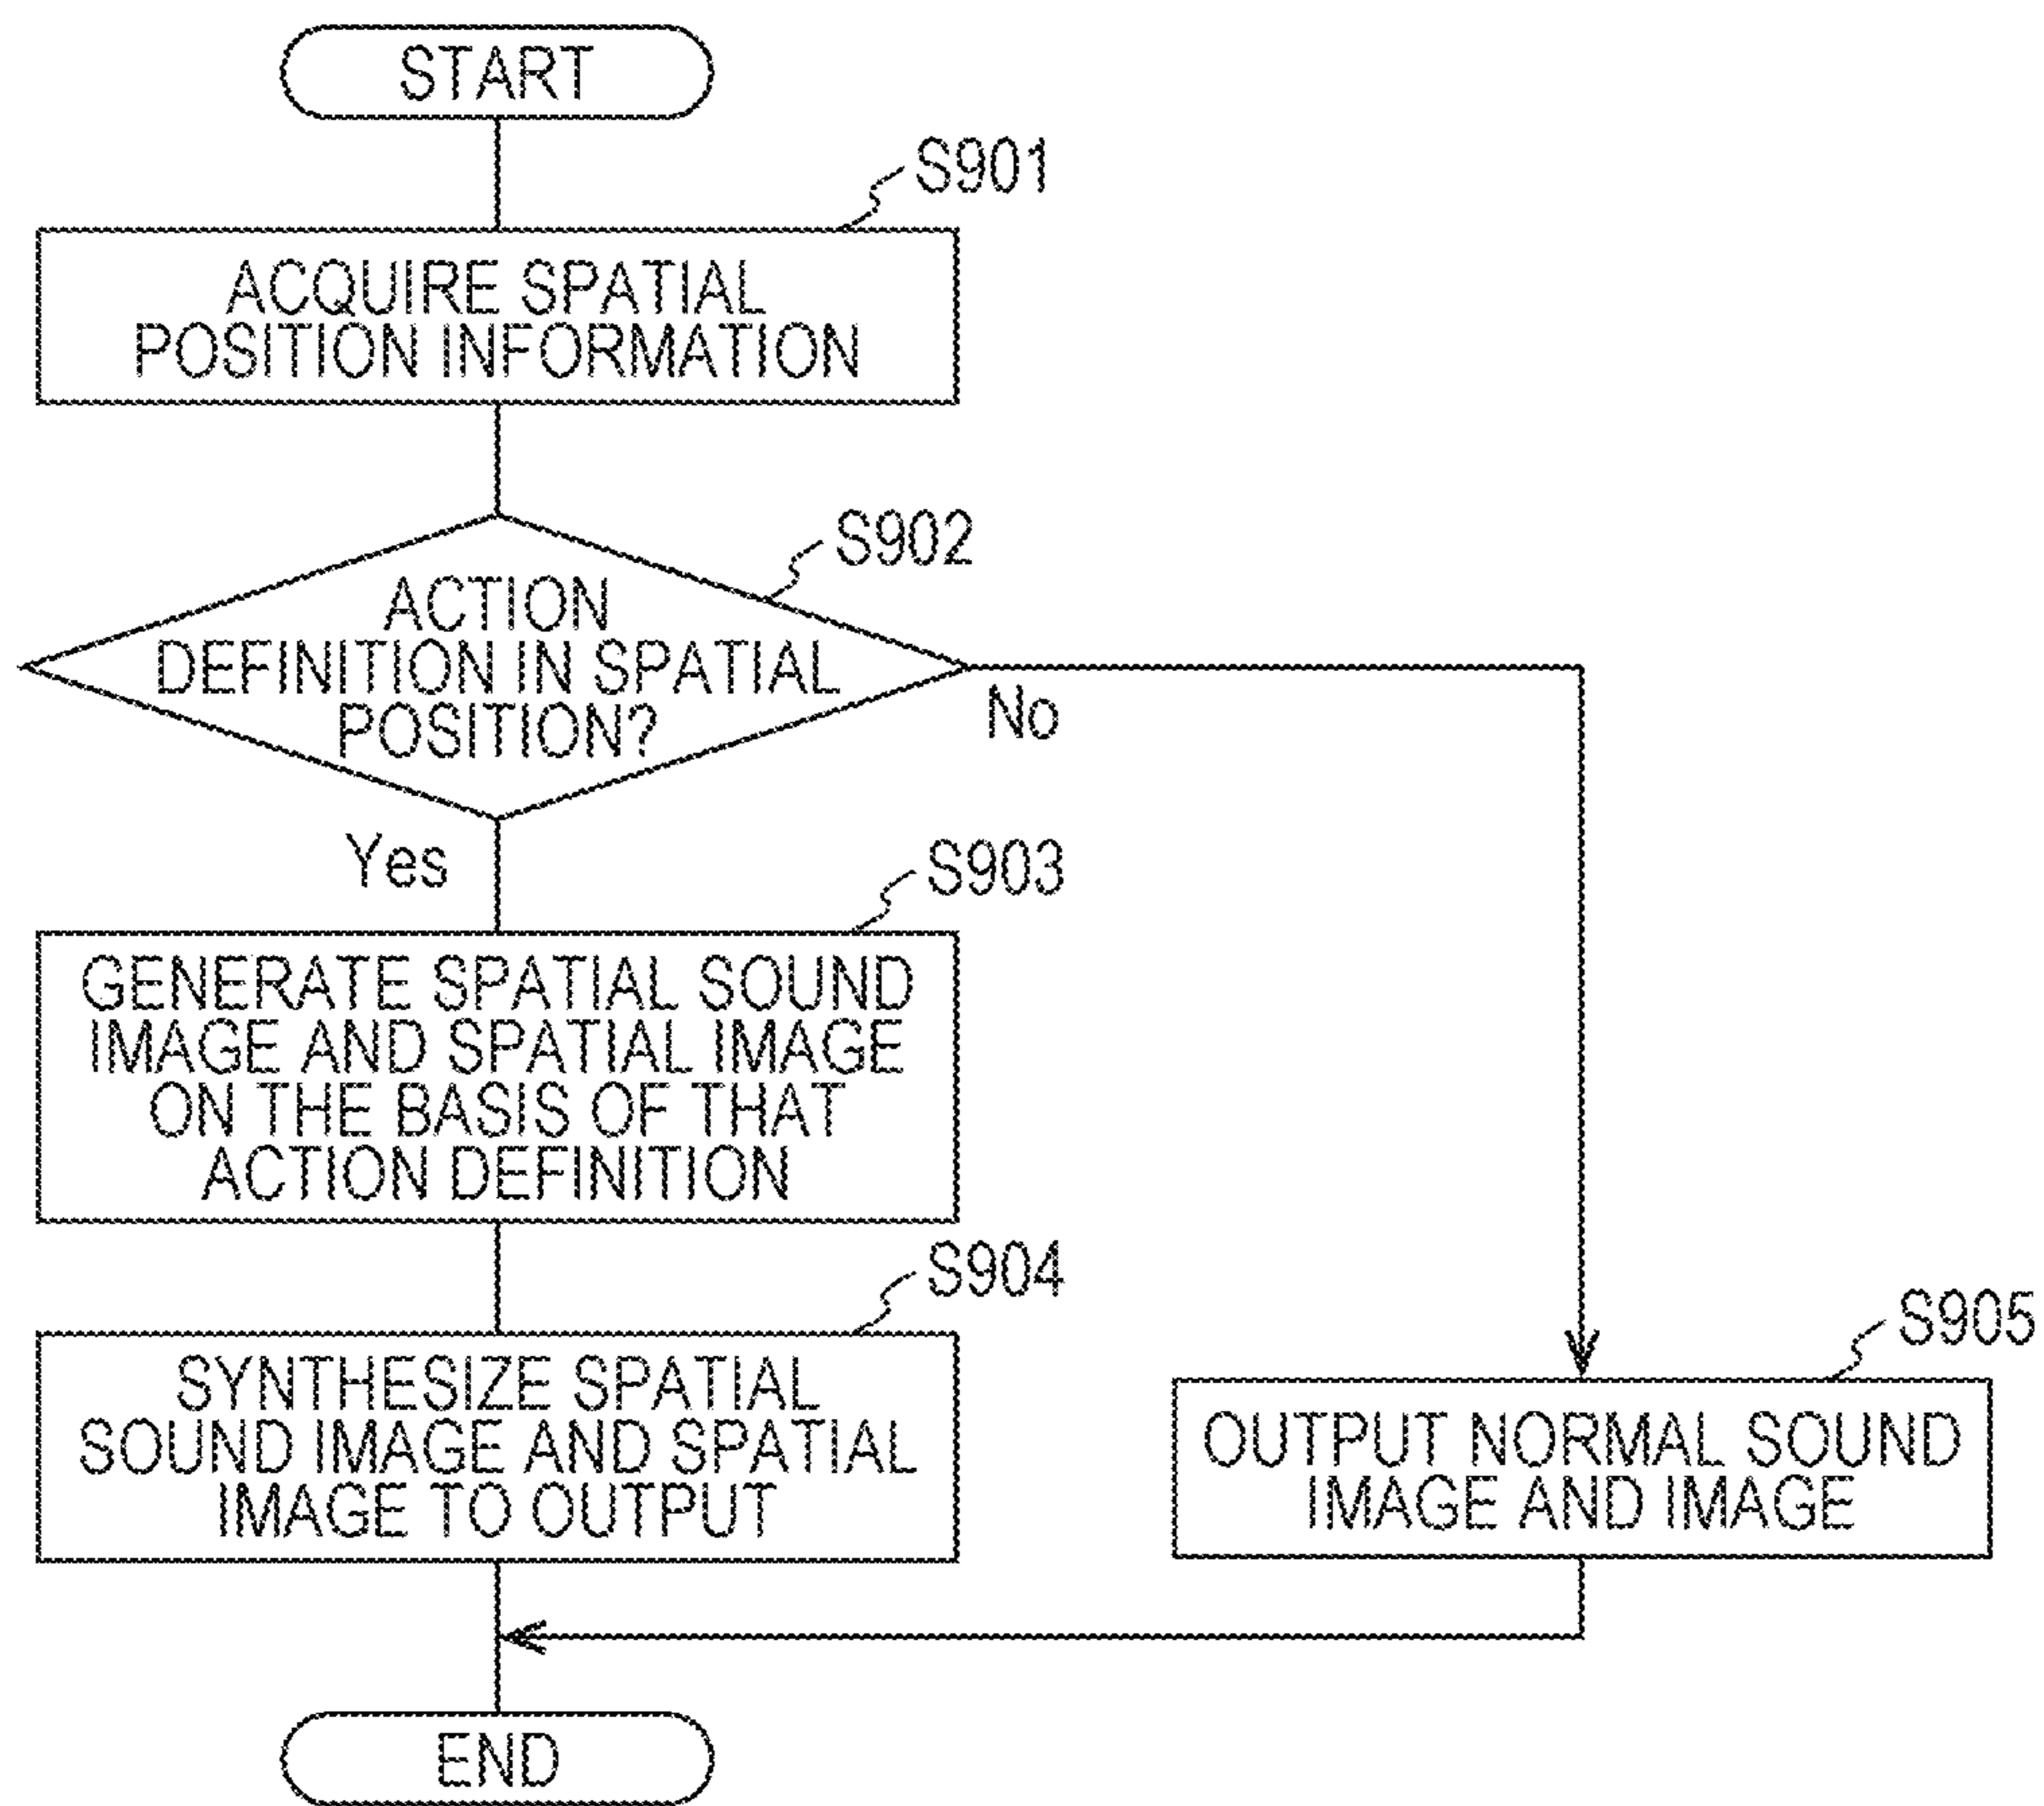 START
S901
ACQUIRE SPATIAL
POSITION INFORMATION
S902
ACTION
DEFINITION IN SPATIAL
POSITION?
No
Yes
S903
GENERATE SPATIAL SOUND
IMAGE AND SPATIAL IMAGE
ON THE BASIS OF THAT
ACTION DEFINITION
S904
SYNTHESIZE SPATIAL
SOUND IMAGE AND SPATIAL
IMAGE TO OUTPUT
S905
OUTPUT NORMAL SOUND
IMAGE AND IMAGE
END